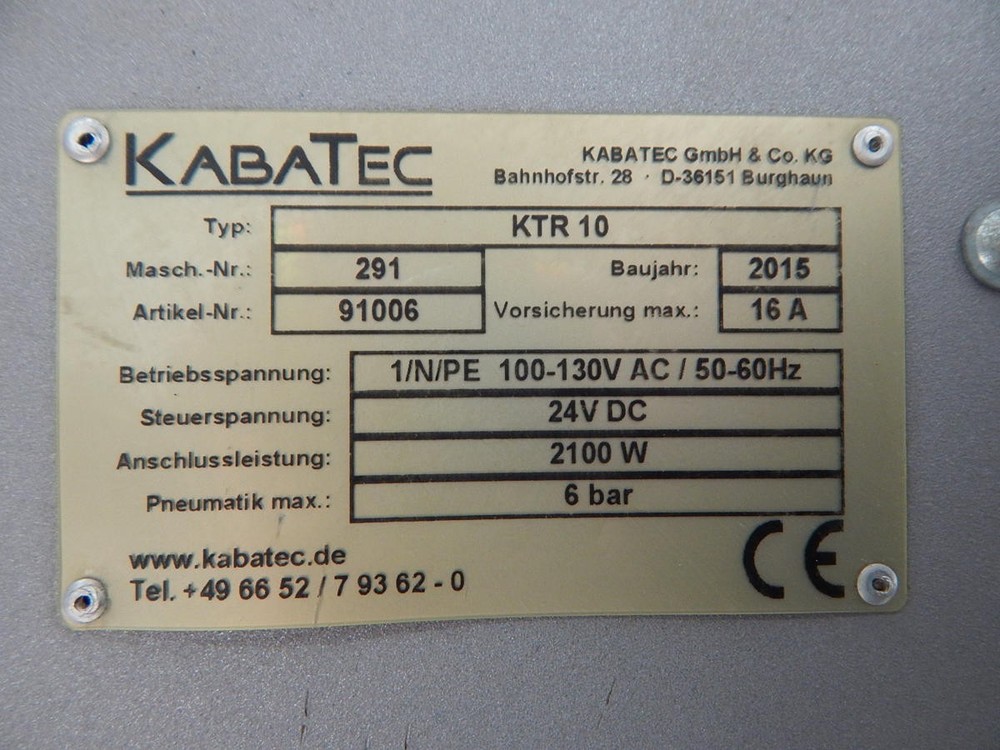 KABATEC
KABATEC GmbH & Co. KG
Bahnhofstr. 28 · D-36151 Burghaun
Typ: KTR 10
Masch.-Nr.: 291 Baujahr: 2015
Artikel-Nr.: 91006 Vorsicherung max.: 16 A
Betriebsspannung: 1/N/PE 100-130V AC / 50-60Hz
Steuerspannung: 24V DC
Anschlussleistung: 2100 W
Pneumatik max.: 6 bar
www.kabatec.de
Tel. +49 66 52 / 7 93 62 - 0
CE